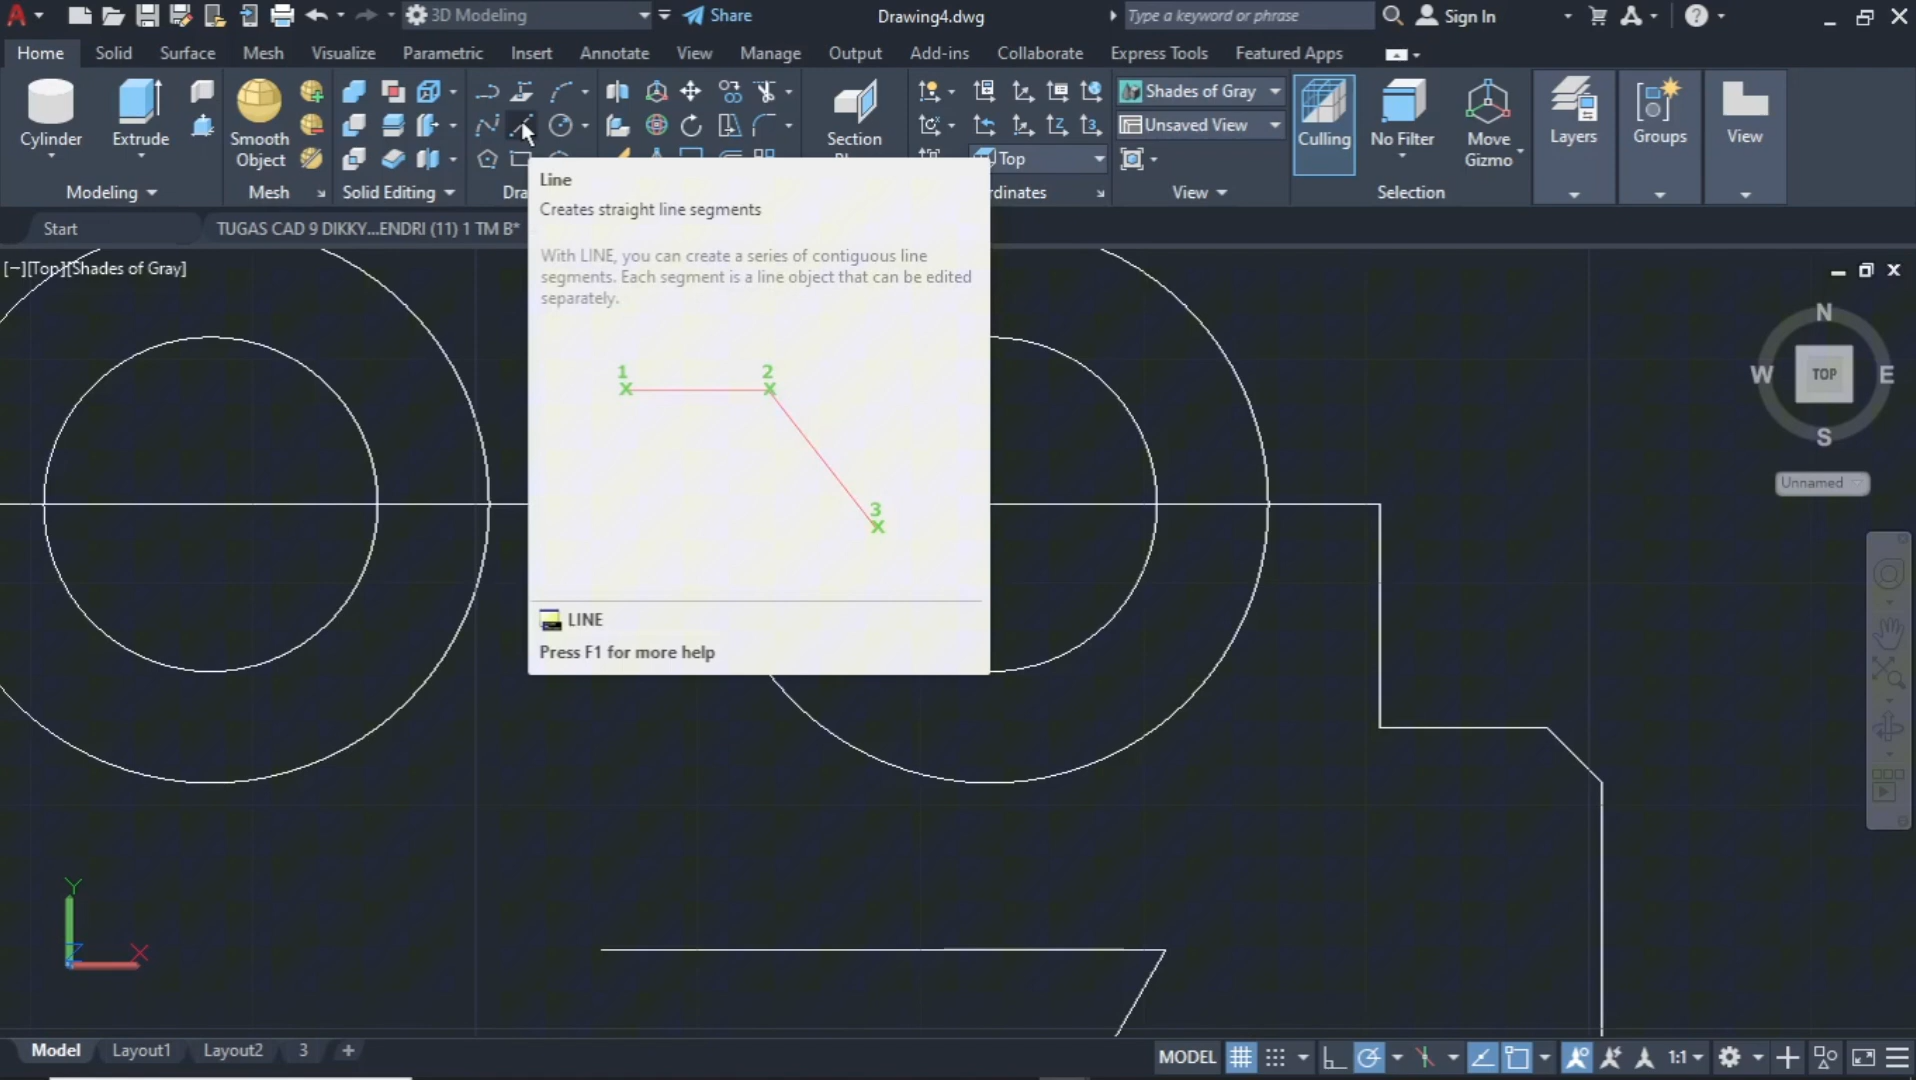 3D Modeling
Share
Drawing4.dwg
Type a keyword or phrase
Sign In
Home
Solid
Surface
Mesh
Visualize
Parametric
Insert
Annotate
View
Manage
Output
Add-ins
Collaborate
Express Tools
Featured Apps
Shades of Gray
Unsaved View
Top
Cylinder
Extrude
Smooth
Object
Section
Culling
No Filter
Move
Gizmo
Layers
Groups
View
Modeling
Mesh
Solid Editing
Dra
rdinates
View
Selection
Start
TUGAS CAD 9 DIKKY...ENDRI (11) 1 TM B*
[−][Top][Shades of Gray]
Line
Creates straight line segments
With LINE, you can create a series of contiguous line
segments. Each segment is a line object that can be edited
separately.
1
2
3
LINE
Press F1 for more help
N
W
TOP
E
S
Unnamed
Y
Z
X
Model
Layout1
Layout2
3
+
MODEL
1:1